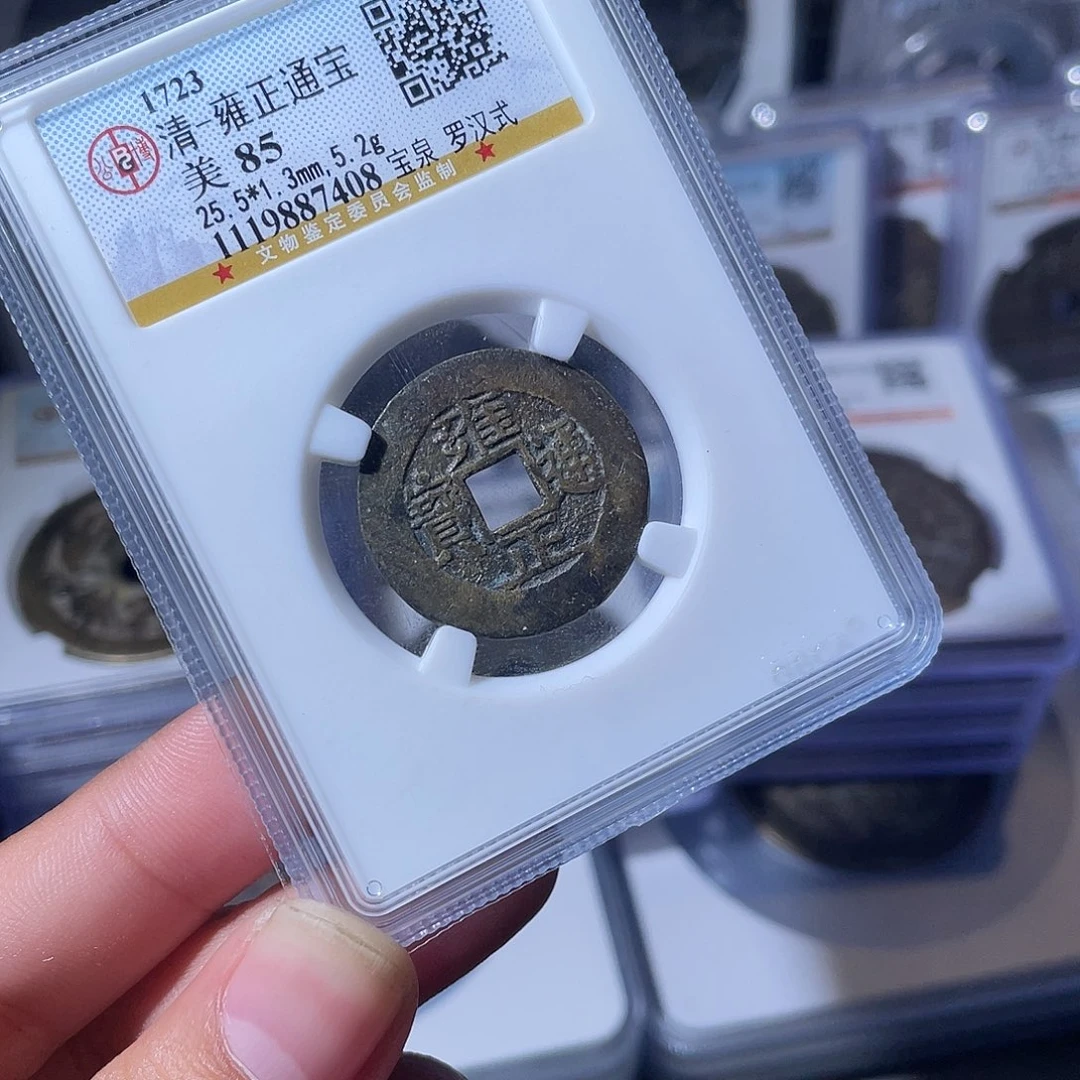 1723
清-雍正通宝
美 85
25.5*1.3mm,5.2g
1119887408 宝泉 罗汉式
★ 文物鉴定委员会监制 ★
雍正通寶